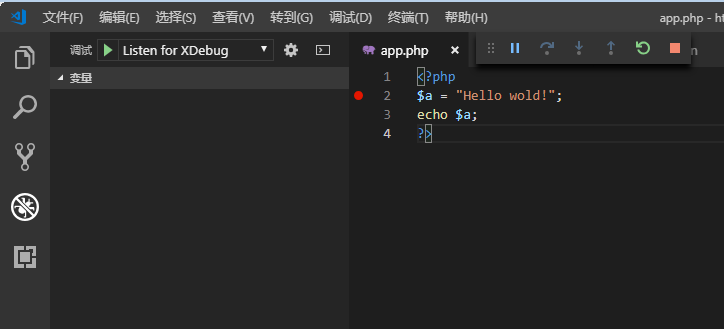 文件(F) 编辑(E) 选择(S) 查看(V) 转到(G) 调试(D) 终端(T) 帮助(H) app.php - ht
调试 Listen for XDebug app.php
变量
1 <?php
2 $a = "Hello wold!";
3 echo $a;
4 ?>